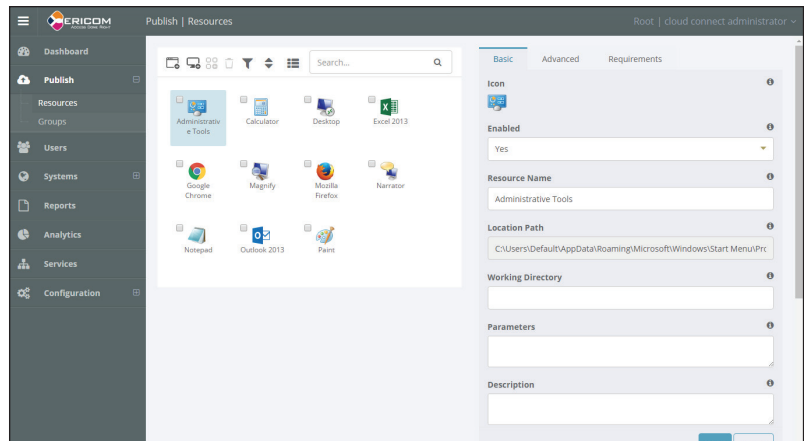 ERICOM
Publish | Resources
Root | cloud connect administrator
Dashboard
Publish
Resources
Groups
Users
Systems
Reports
Analytics
Services
Configuration
Search...
Administrativ
e Tools
Calculator
Desktop
Excel 2013
Google
Chrome
Magnify
Mozilla
Firefox
Narrator
Notepad
Outlook 2013
Paint
Basic
Advanced
Requirements
Icon
Enabled
Yes
Resource Name
Administrative Tools
Location Path
C:\Users\Default\AppData\Roaming\Microsoft\Windows\Start Menu\Prc
Working Directory
Parameters
Description